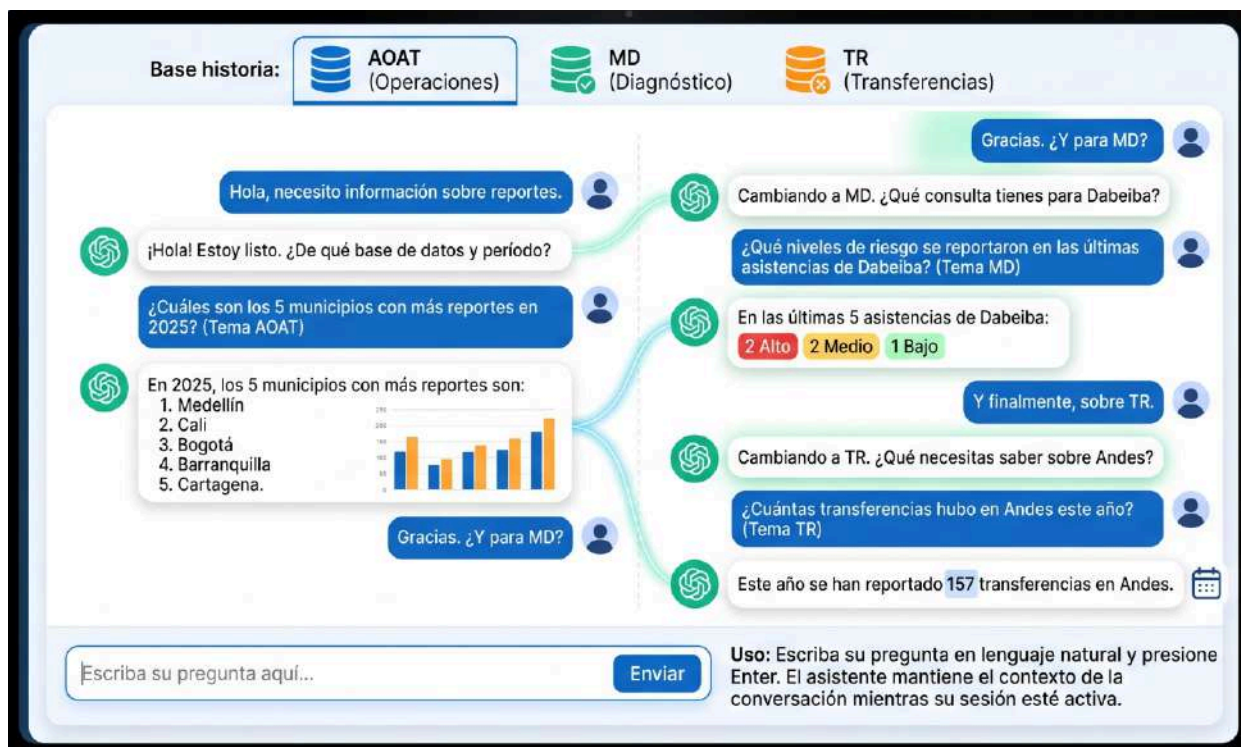 Base historia:
AOAT
(Operaciones)
MD
(Diagnóstico)
TR
(Transferencias)
Hola, necesito información sobre reportes.
¡Hola! Estoy listo. ¿De qué base de datos y período?
¿Cuáles son los 5 municipios con más reportes en
2025? (Tema AOAT)
En 2025, los 5 municipios con más reportes son:
1. Medellín
2. Cali
3. Bogotá
4. Barranquilla
5. Cartagena.
Gracias. ¿Y para MD?
Gracias. ¿Y para MD?
Cambiando a MD. ¿Qué consulta tienes para Dabeiba?
¿Qué niveles de riesgo se reportaron en las últimas
asistencias de Dabeiba? (Tema MD)
En las últimas 5 asistencias de Dabeiba:
2 Alto 2 Medio 1 Bajo
Y finalmente, sobre TR.
Cambiando a TR. ¿Qué necesitas saber sobre Andes?
¿Cuántas transferencias hubo en Andes este año?
(Tema TR)
Este año se han reportado 157 transferencias en Andes.
Escriba su pregunta aquí...
Enviar
Uso: Escriba su pregunta en lenguaje natural y presione
Enter. El asistente mantiene el contexto de la
conversación mientras su sesión esté activa.